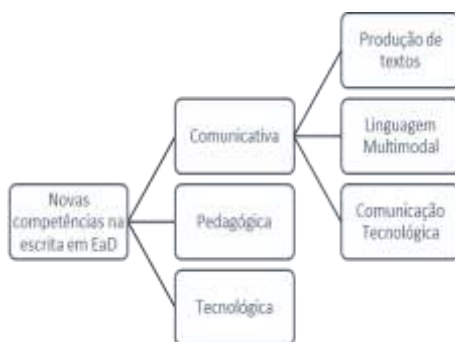 Novas
competências na
escrita em EaD
Comunicativa
Pedagógica
Tecnológica
Produção de
textos
Linguagem
Multimodal
Comunicação
Tecnológica